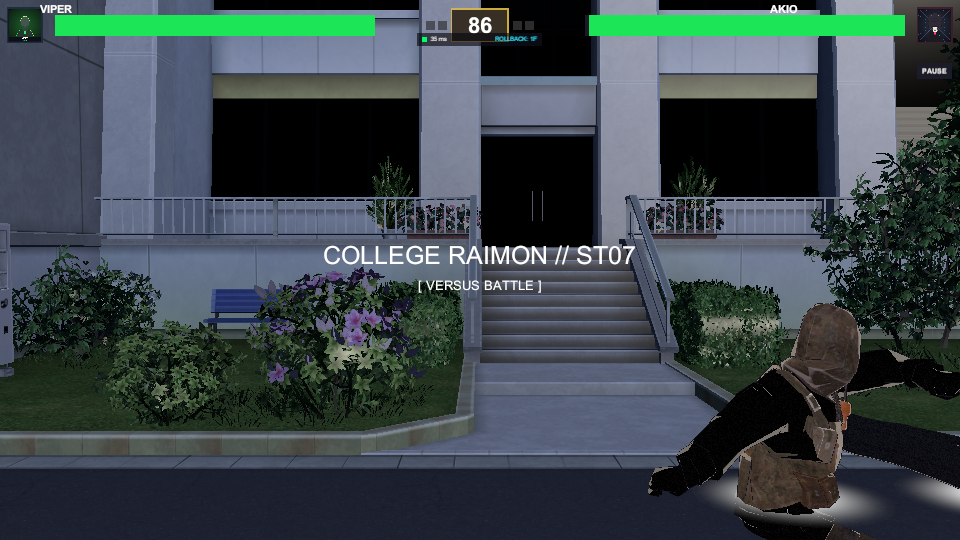 VIPER
86
AKIO
35 ms
ROLLBACK: 1F
PAUSE
COLLEGE RAIMON // ST07
[ VERSUS BATTLE ]